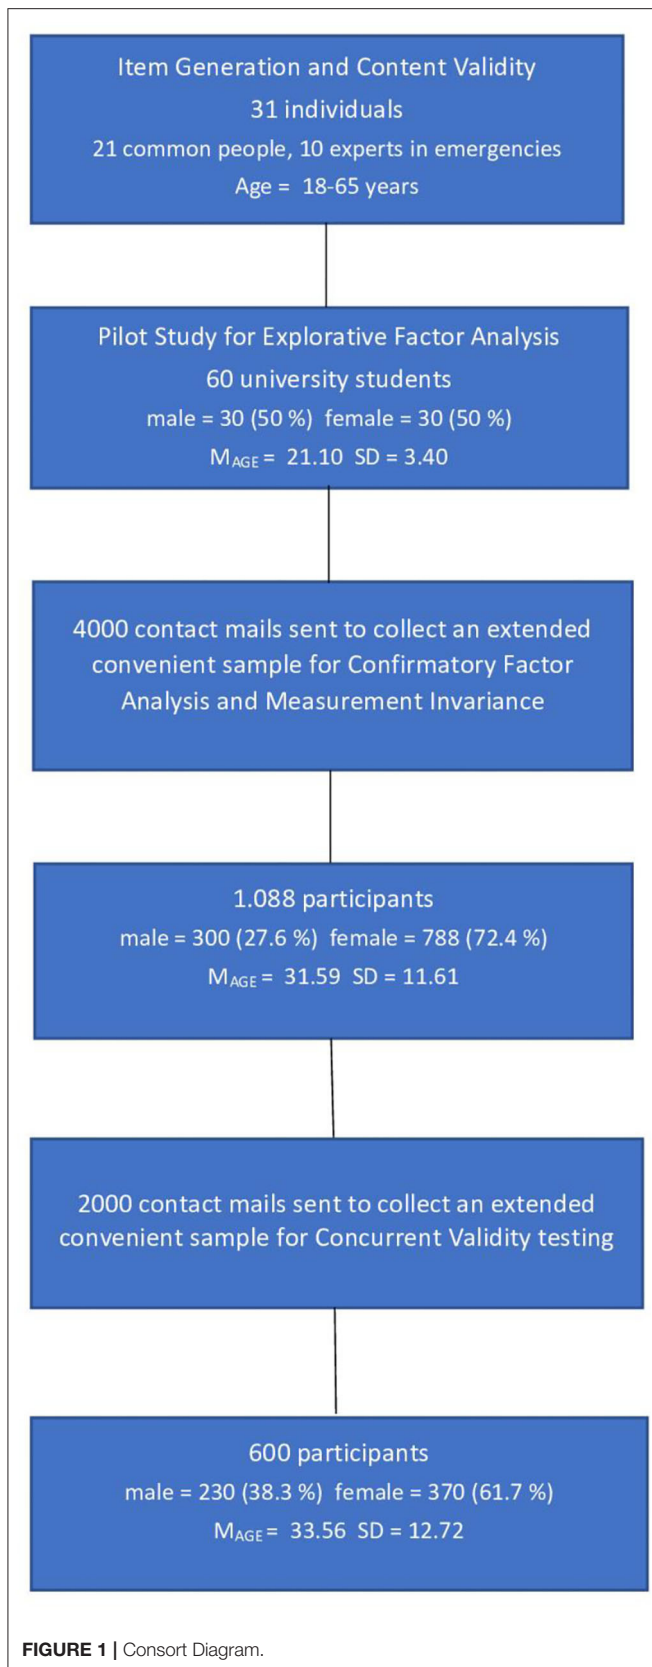 Item Generation and Content Validity
31 individuals
21 common people, 10 experts in emergencies
Age = 18-65 years
Pilot Study for Explorative Factor Analysis
60 university students
male = 30 (50 %) female = 30 (50 %)
MAGE = 21.10 SD = 3.40
4000 contact mails sent to collect an extended
convenient sample for Confirmatory Factor
Analysis and Measurement Invariance
1.088 participants
male = 300 (27.6 %) female = 788 (72.4 %)
MAGE = 31.59 SD = 11.61
2000 contact mails sent to collect an extended
convenient sample for Concurrent Validity testing
600 participants
male = 230 (38.3 %) female = 370 (61.7 %)
MAGE = 33.56 SD = 12.72
FIGURE 1 | Consort Diagram.